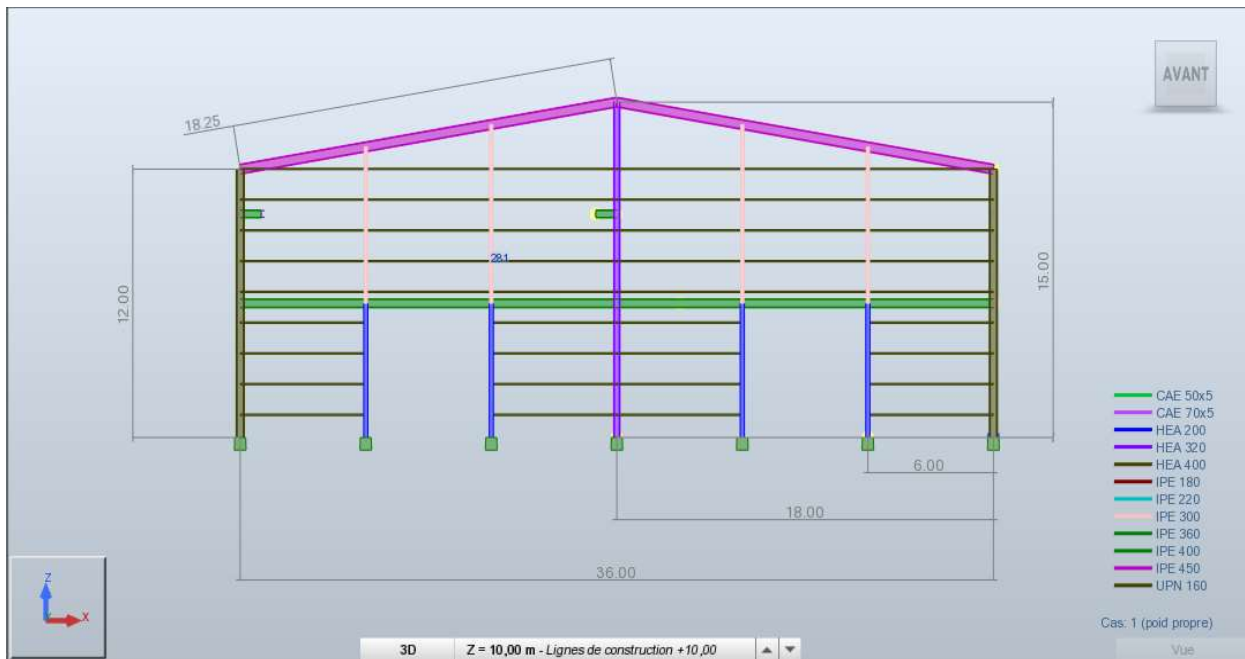 AVANT
18.25
12.00
28.1
15.00
6.00
18.00
36.00
CAE 50x5
CAE 70x5
HEA 200
HEA 320
HEA 400
IPE 180
IPE 220
IPE 300
IPE 360
IPE 400
IPE 450
UPN 160
Z
X
Cas: 1 (poid propre)
3D Z = 10,00 m - Lignes de construction +10,00
Vue